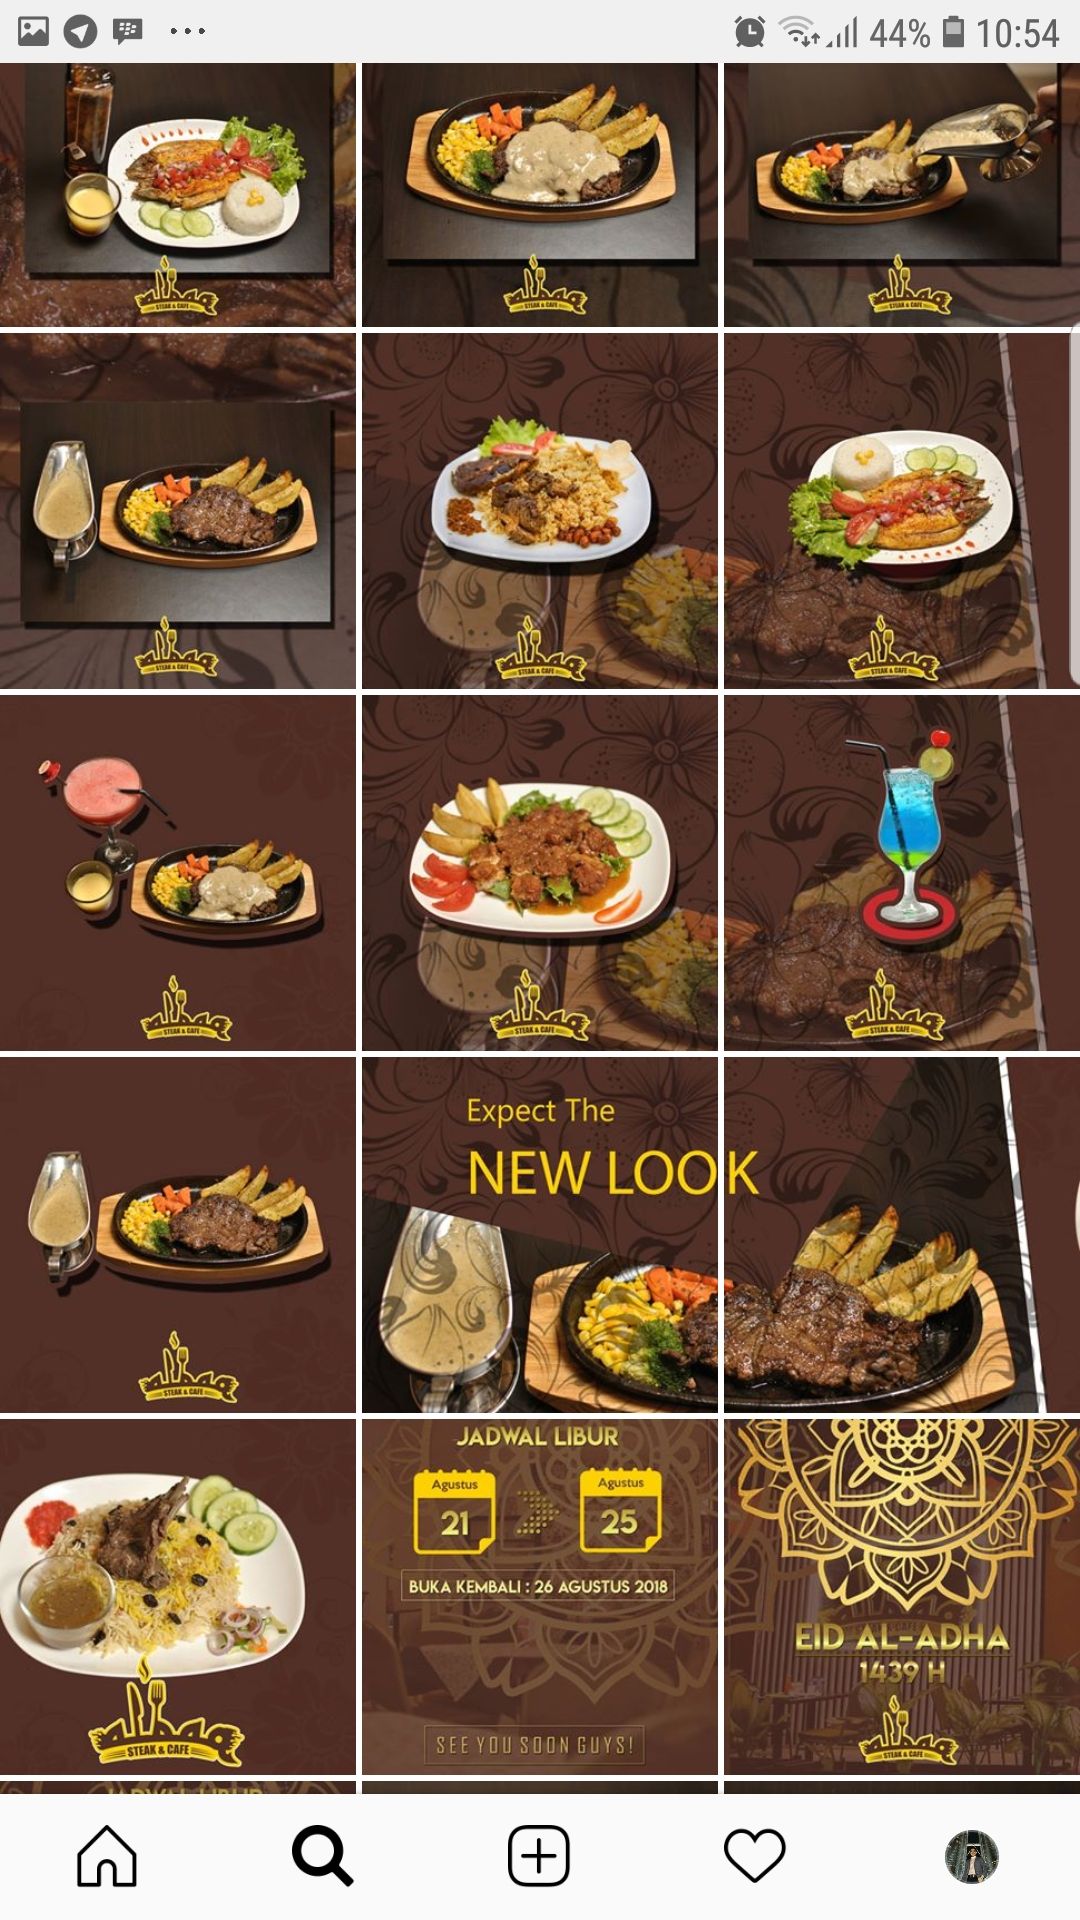 44% 10:54
STEAK & CAFE
STEAK & CAFE
STEAK & CAFE
STEAK & CAFE
STEAK & CAFE
STEAK & CAFE
STEAK & CAFE
STEAK & CAFE
STEAK & CAFE
STEAK & CAFE
Expect The
NEW LOOK
STEAK & CAFE
JADWAL LIBUR
Agustus
21
Agustus
25
BUKA KEMBALI : 26 AGUSTUS 2018
SEE YOU SOON GUYS!
EID AL-ADHA
1439 H
STEAK & CAFE
JADWAL LIBUR